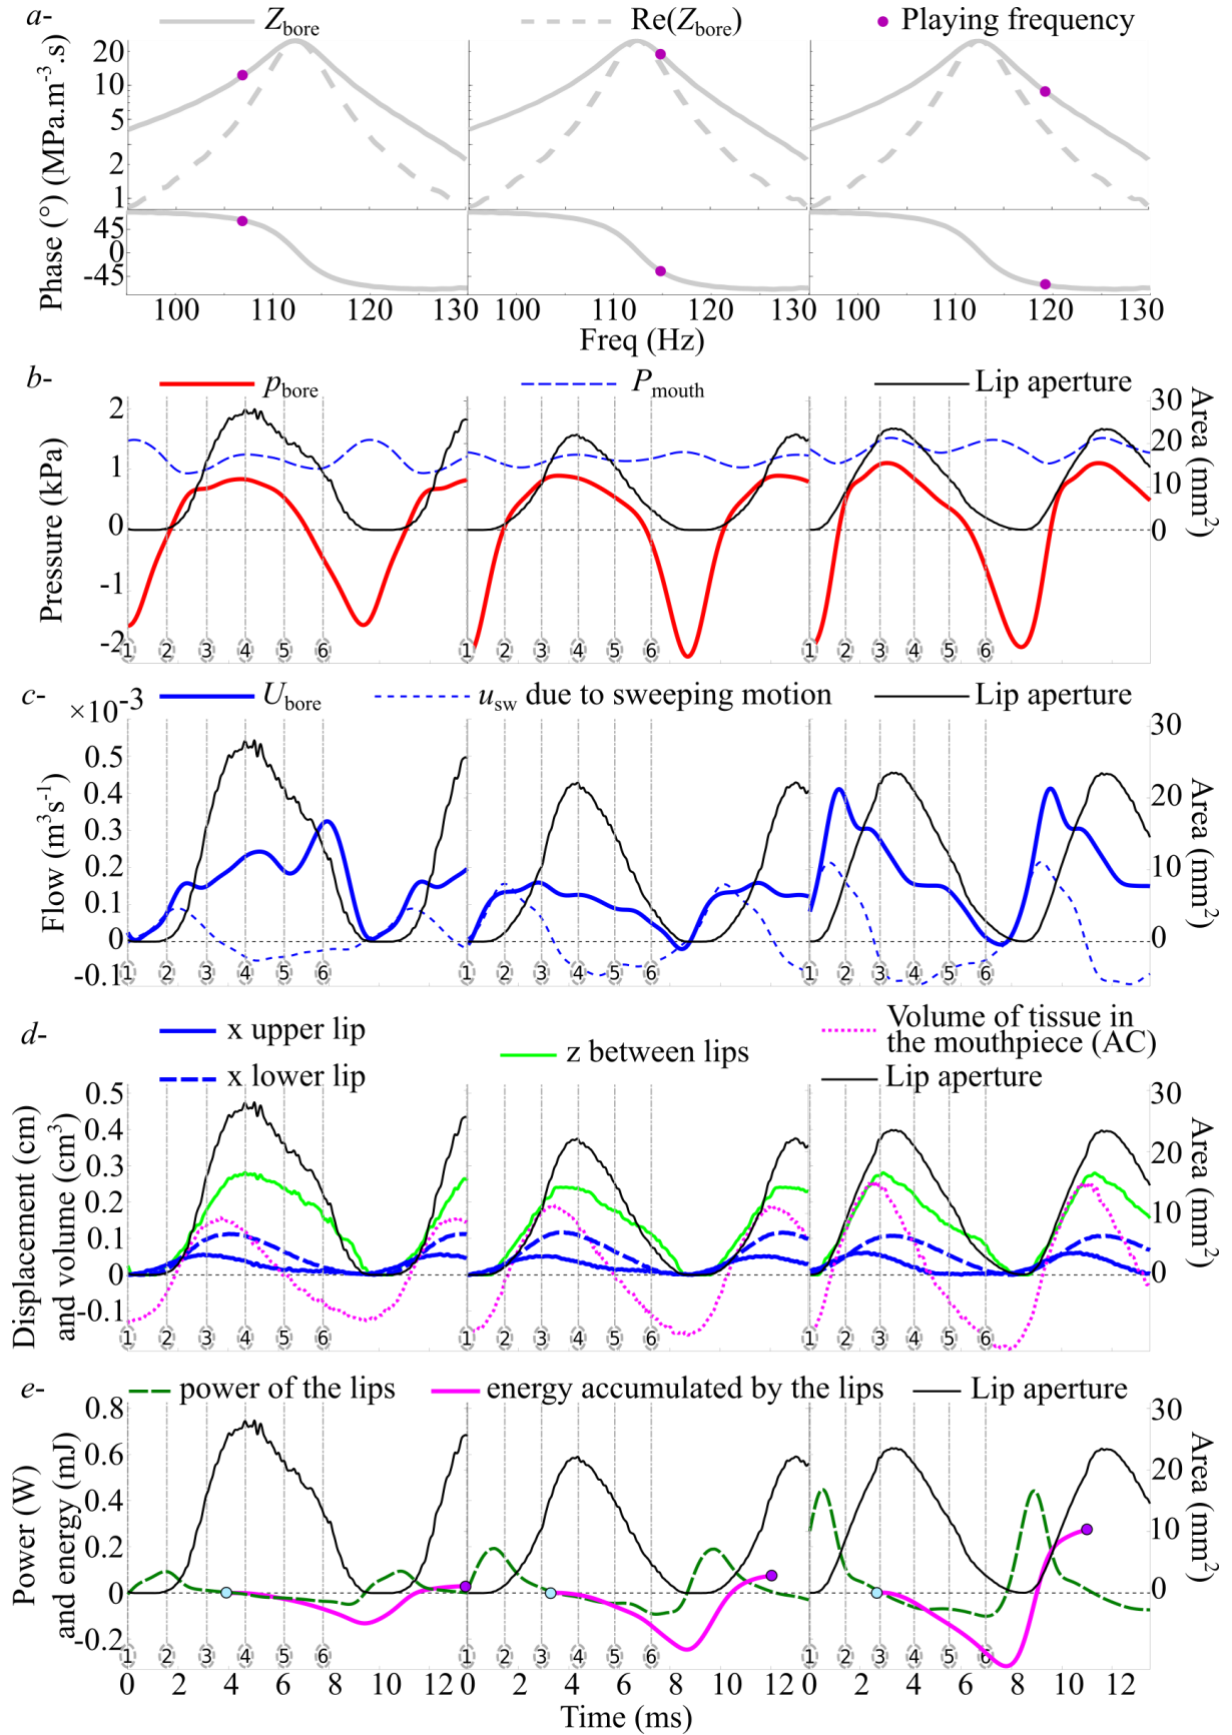 a-
Z_bore Re(Z_bore) Playing frequency
(MPa.m⁻³.s)
20
10
5
2
1
Phase (°)
45
0
-45
100 110 120 130 100 110 120 130 100 110 120 130
Freq (Hz)
b-
p_bore P_mouth Lip aperture
Pressure (kPa)
2
1
0
-1
-2
30
20
10
0
Area (mm²)
1 2 3 4 5 6 1 2 3 4 5 6 1 2 3 4 5 6
c-
U_bore u_sw due to sweeping motion Lip aperture
×10⁻³
Flow (m³s⁻¹)
0.5
0.4
0.3
0.2
0.1
0
-0.1
30
20
10
0
Area (mm²)
1 2 3 4 5 6 1 2 3 4 5 6 1 2 3 4 5 6
d-
x upper lip
x lower lip
z between lips
Volume of tissue in
the mouthpiece (AC)
Lip aperture
Displacement (cm)
and volume (cm³)
0.5
0.4
0.3
0.2
0.1
0
-0.1
30
20
10
0
Area (mm²)
1 2 3 4 5 6 1 2 3 4 5 6 1 2 3 4 5 6
e-
power of the lips energy accumulated by the lips Lip aperture
Power (W)
and energy (mJ)
0.8
0.6
0.4
0.2
0
-0.2
30
20
10
0
Area (mm²)
1 2 3 4 5 6 1 2 3 4 5 6 1 2 3 4 5 6
0 2 4 6 8 10 12 0 2 4 6 8 10 12 0 2 4 6 8 10 12
Time (ms)